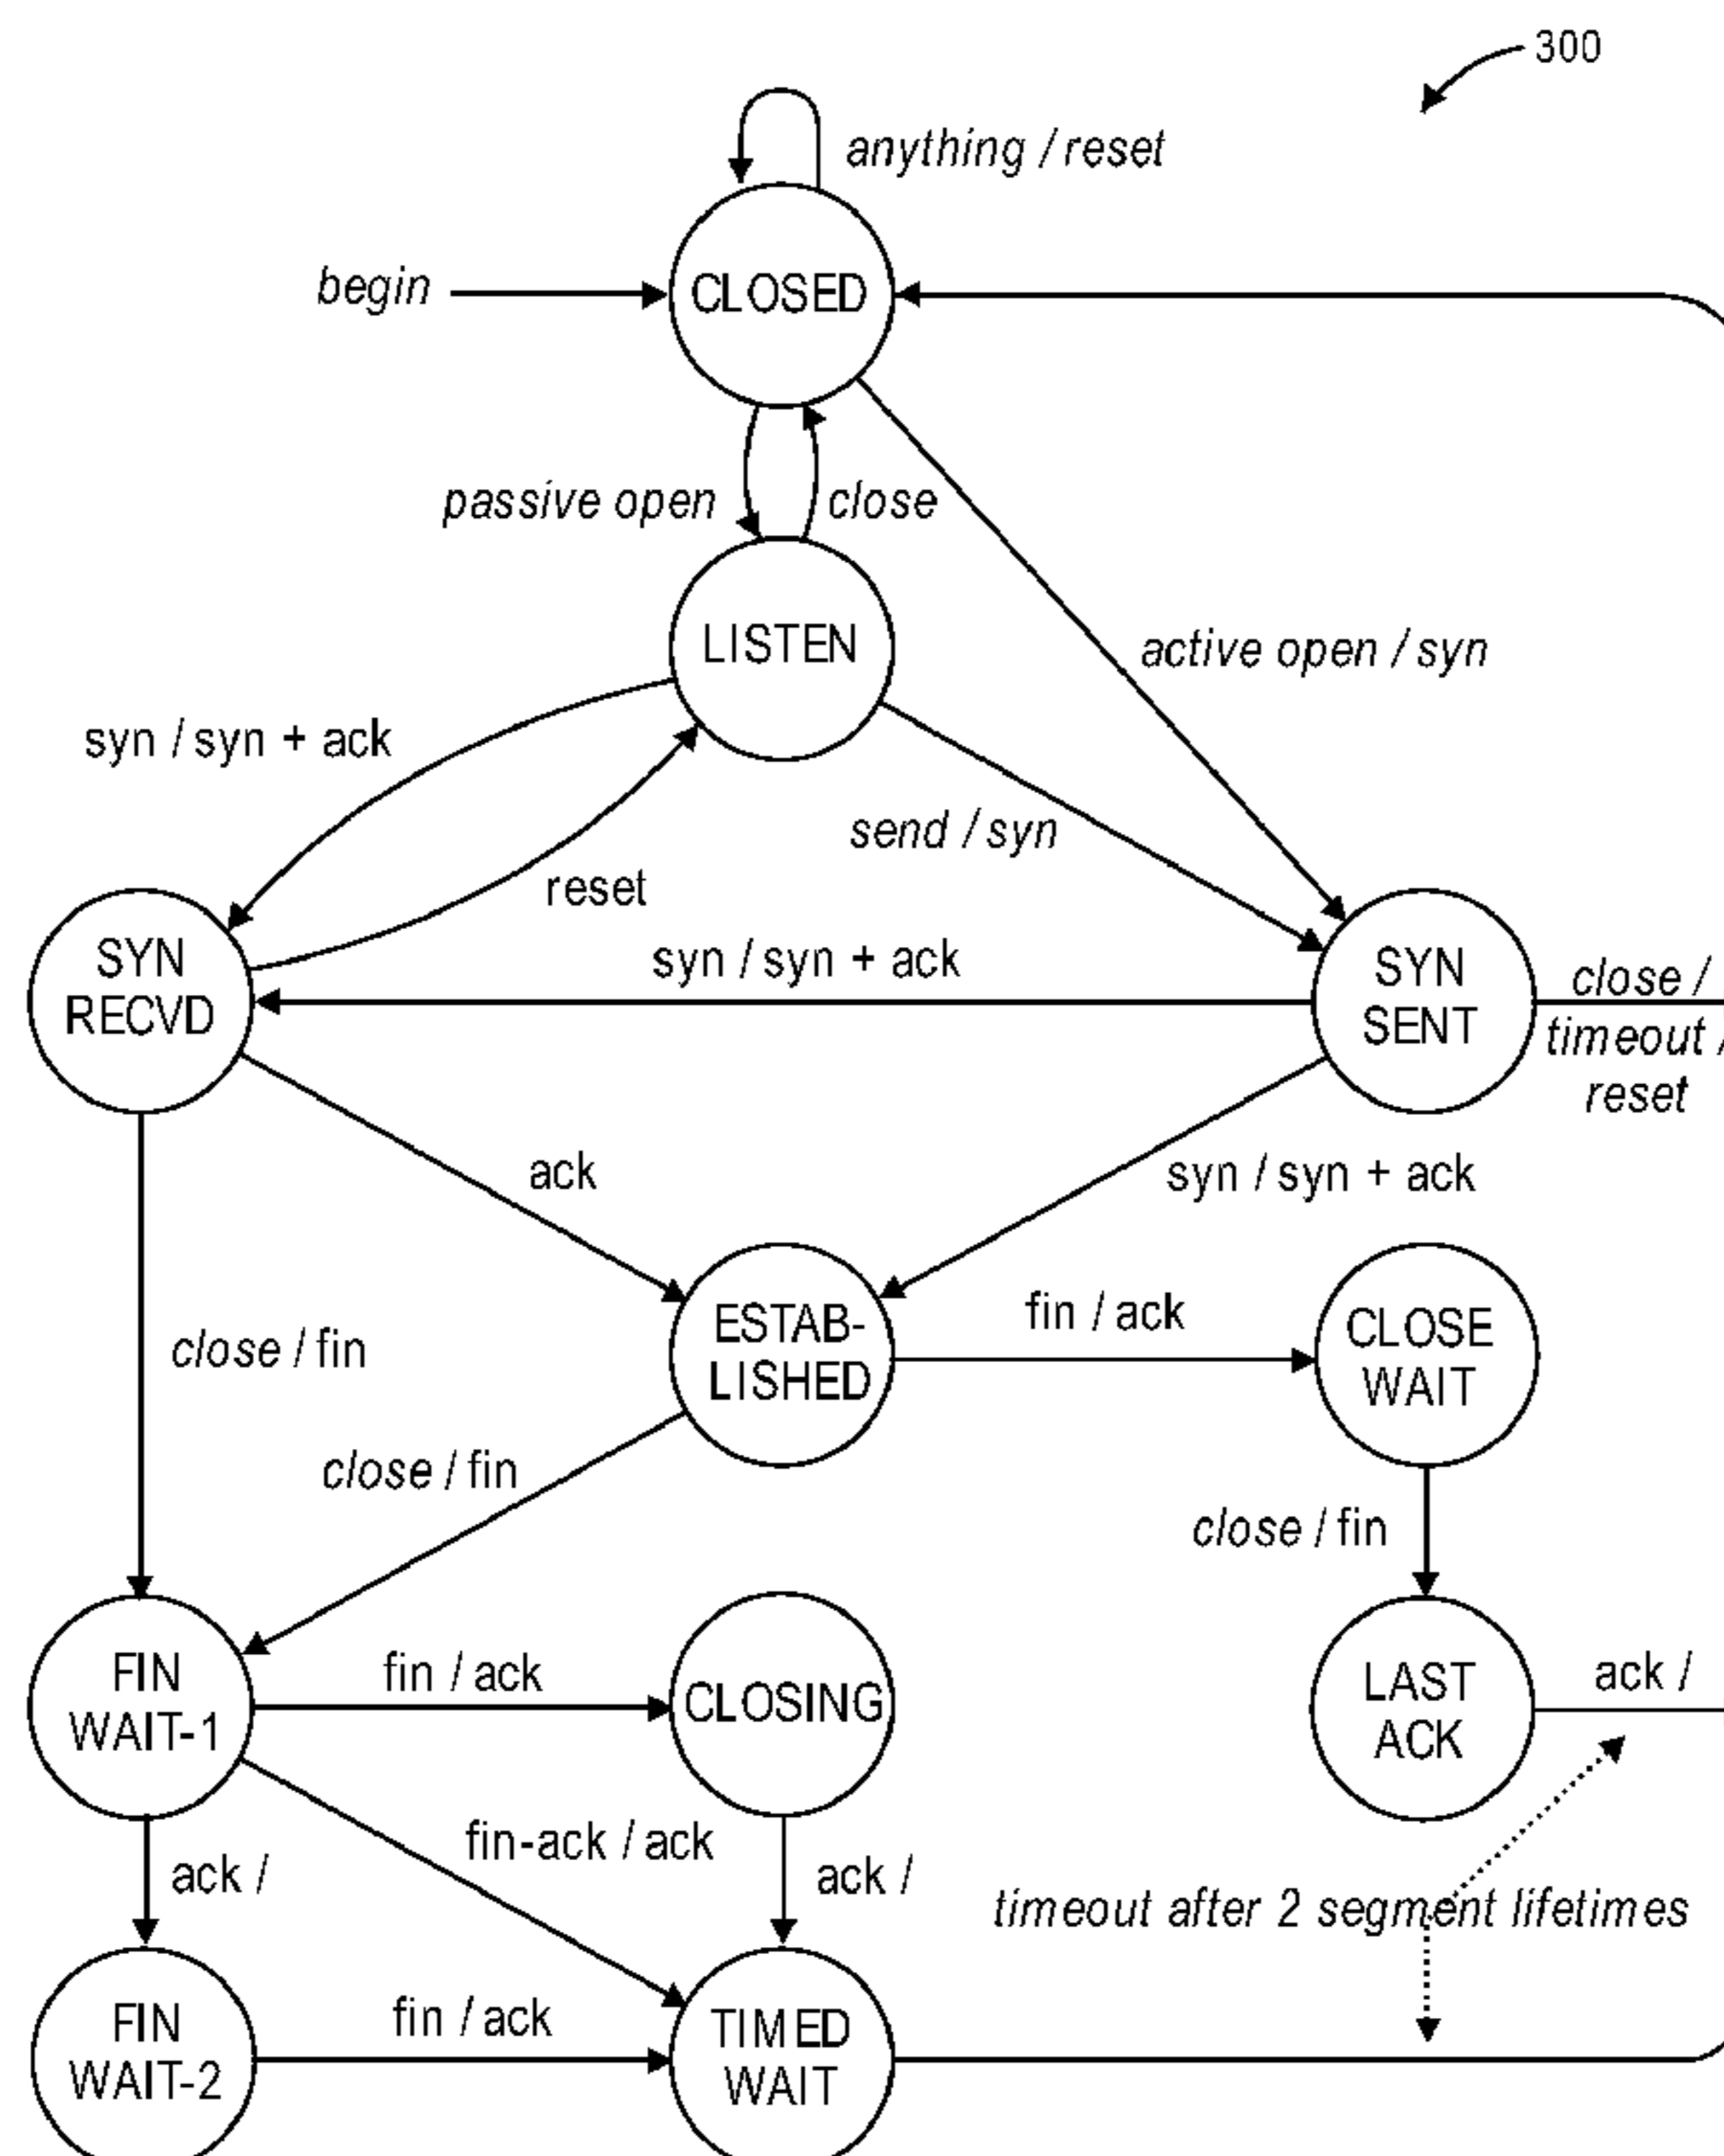 300
anything / reset
begin
CLOSED
passive open
close
LISTEN
active open / syn
syn / syn + ack
send / syn
reset
SYN
RECVD
syn / syn + ack
SYN
SENT
close /
timeout /
reset
ack
syn / syn + ack
ESTAB-
LISHED
fin / ack
CLOSE
WAIT
close / fin
close / fin
close / fin
FIN
WAIT-1
fin / ack
CLOSING
LAST
ACK
ack /
fin-ack / ack
ack /
ack /
timeout after 2 segment lifetimes
FIN
WAIT-2
fin / ack
TIMED
WAIT